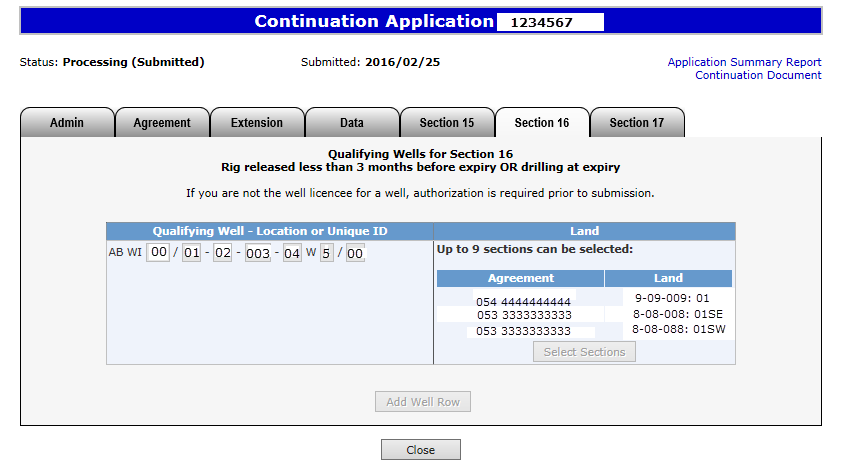 Continuation Application 1234567
Status: Processing (Submitted) Submitted: 2016/02/25 Application Summary Report
Continuation Document
Admin Agreement Extension Data Section 15 Section 16 Section 17
Qualifying Wells for Section 16
Rig released less than 3 months before expiry OR drilling at expiry
If you are not the well licencee for a well, authorization is required prior to submission.
Qualifying Well - Location or Unique ID Land
AB WI 00 / 01 - 02 - 003 - 04 W 5 / 00 Up to 9 sections can be selected:
Agreement Land
054 4444444444 9-09-009: 01
053 3333333333 8-08-008: 01SE
053 3333333333 8-08-088: 01SW
Select Sections
Add Well Row
Close